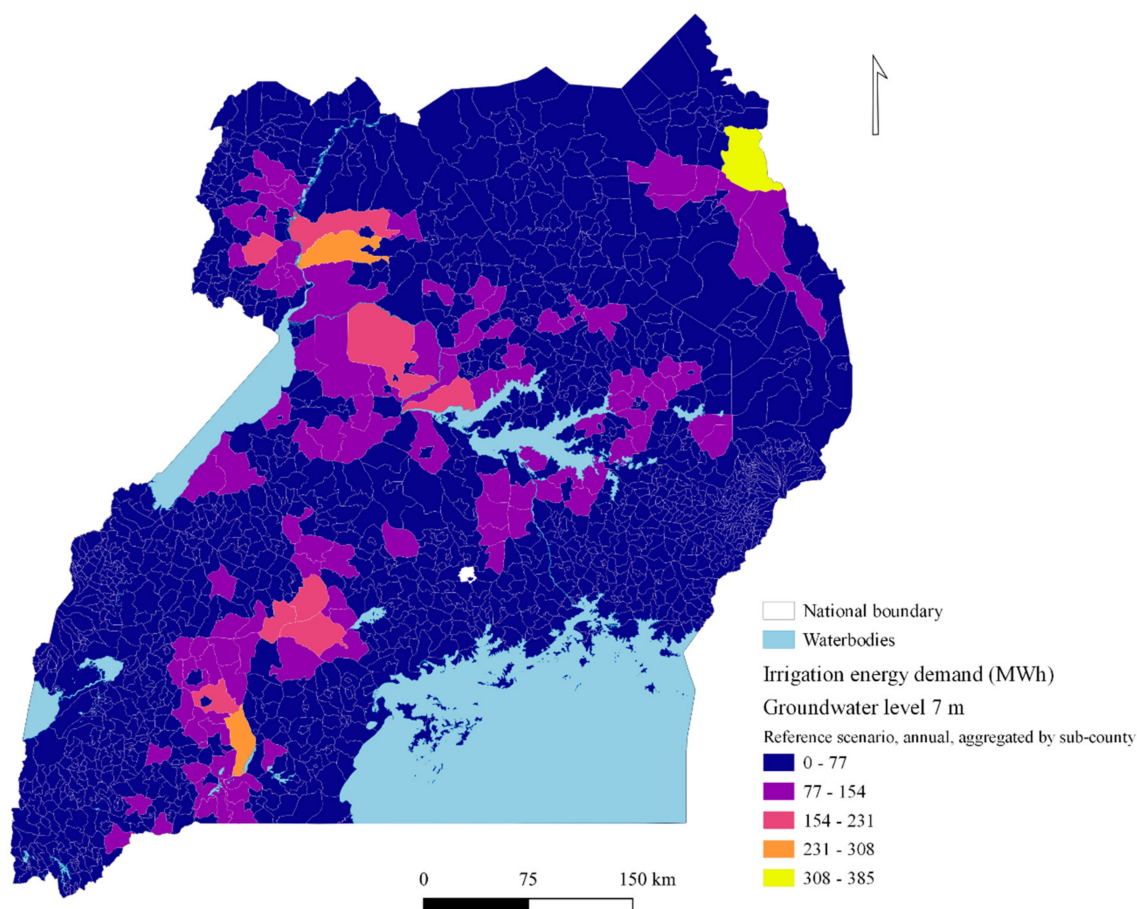 National boundary
Waterbodies
Irrigation energy demand (MWh)
Groundwater level 7 m
Reference scenario, annual, aggregated by sub-county
0 - 77
77 - 154
154 - 231
231 - 308
308 - 385
0 75 150 km